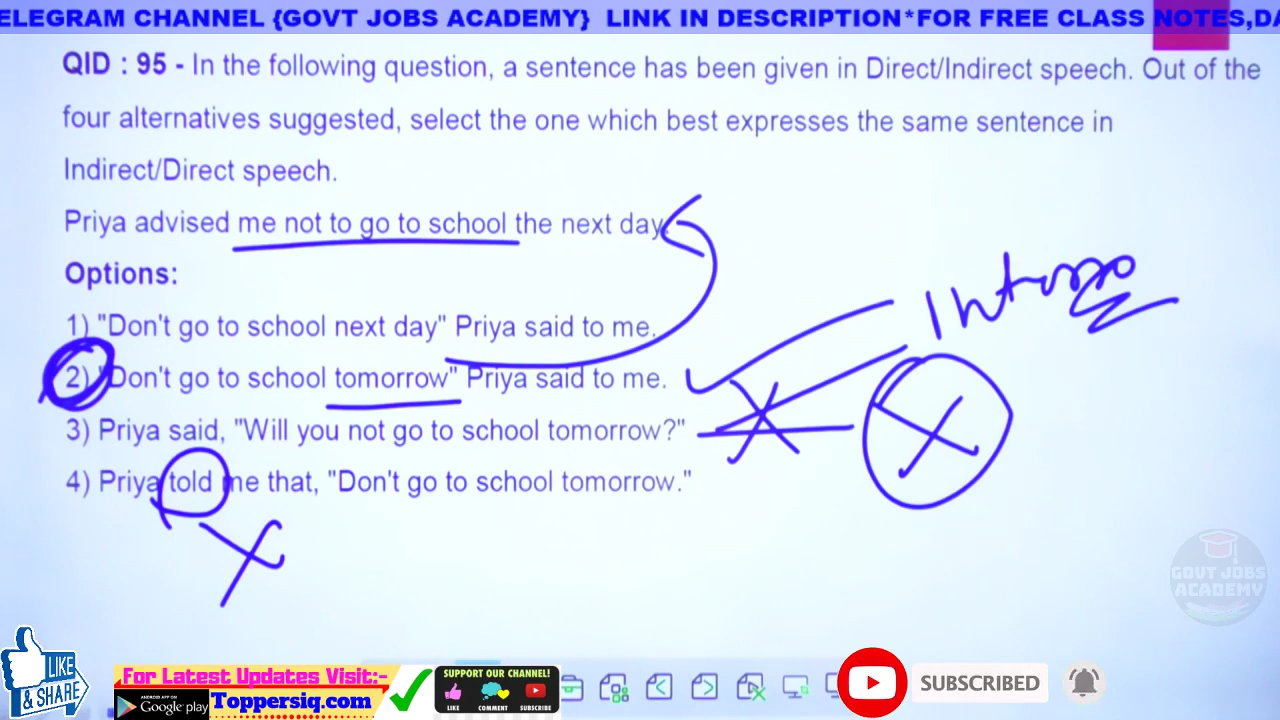 ELEGRAM CHANNEL {GOVT JOBS ACADEMY} LINK IN DESCRIPTION*FOR FREE CLASS NOTES,DA
QID : 95 - In the following question, a sentence has been given in Direct/Indirect speech. Out of the
four alternatives suggested, select the one which best expresses the same sentence in
Indirect/Direct speech.
Priya advised me not to go to school the next day.
Options:
1) "Don't go to school next day" Priya said to me.
2) "Don't go to school tomorrow" Priya said to me.
3) Priya said, "Will you not go to school tomorrow?"
4) Priya told me that, "Don't go to school tomorrow."
GOVT JOBS
ACADEMY
LIKE
& SHARE
For Latest Updates Visit:-
ANDROID APP ON
Google play
Toppersiq.com
SUPPORT OUR CHANNEL!
LIKE COMMENT SUBSCRIBE
SUBSCRIBED